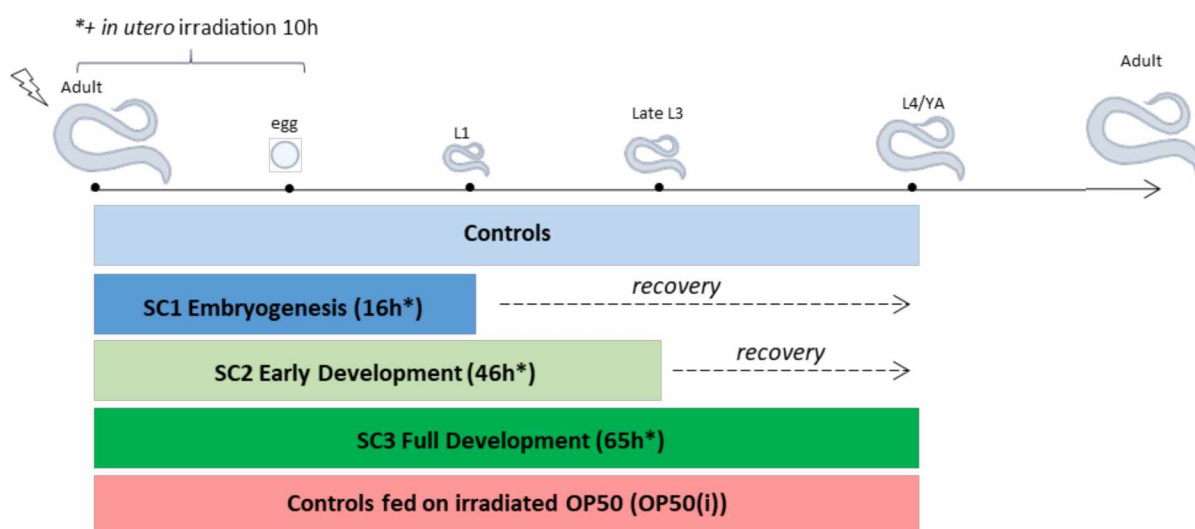 *+ in utero irradiation 10h
Adult
egg
L1
Late L3
L4/YA
Adult
Controls
SC1 Embryogenesis (16h*)
recovery
SC2 Early Development (46h*)
recovery
SC3 Full Development (65h*)
Controls fed on irradiated OP50 (OP50(i))